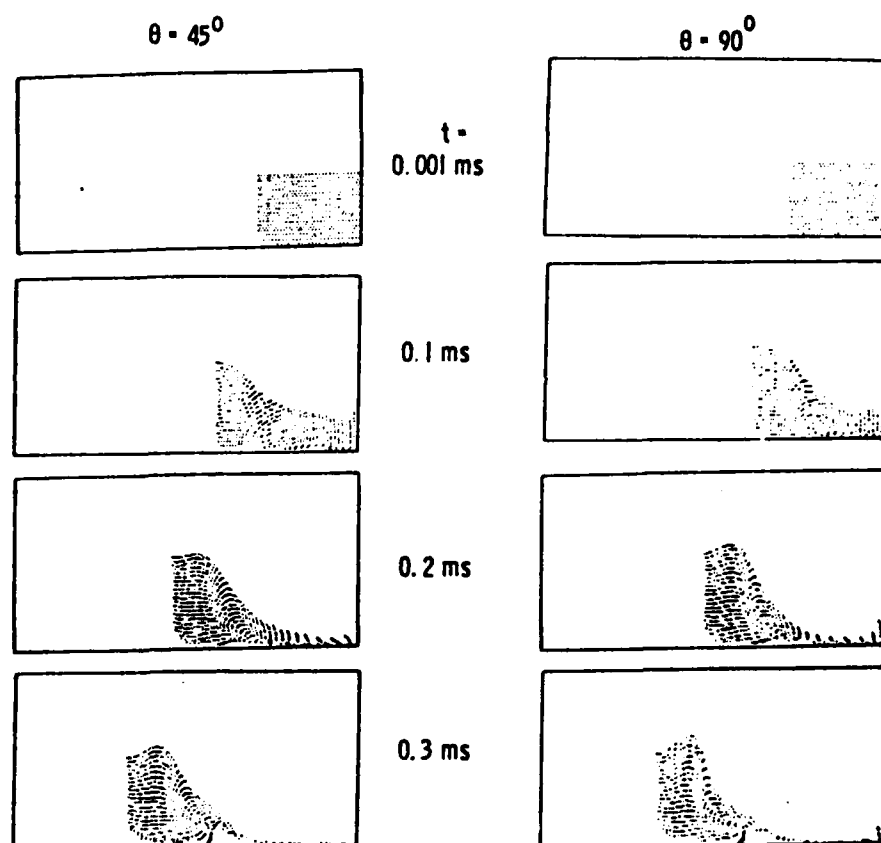 θ = 45°
θ = 90°
t =
0.001 ms
0.1 ms
0.2 ms
0.3 ms